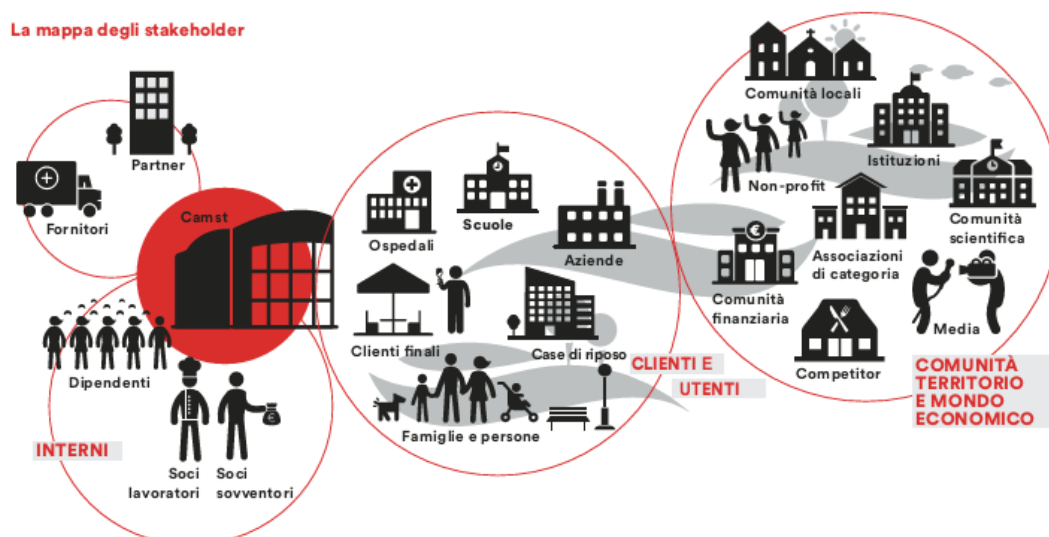 La mappa degli stakeholder
Partner
Fornitori
Camst
Dipendenti
INTERNI
Soci
lavoratori
Soci
sovventori
Ospedali
Scuole
Aziende
Clienti finali
Case di riposo
Famiglie e persone
CLIENTI E
UTENTI
Comunità locali
Istituzioni
Non-profit
Comunità
scientifica
Associazioni
di categoria
Comunità
finanziaria
Media
Competitor
COMUNITÀ
TERRITORIO
E MONDO
ECONOMICO